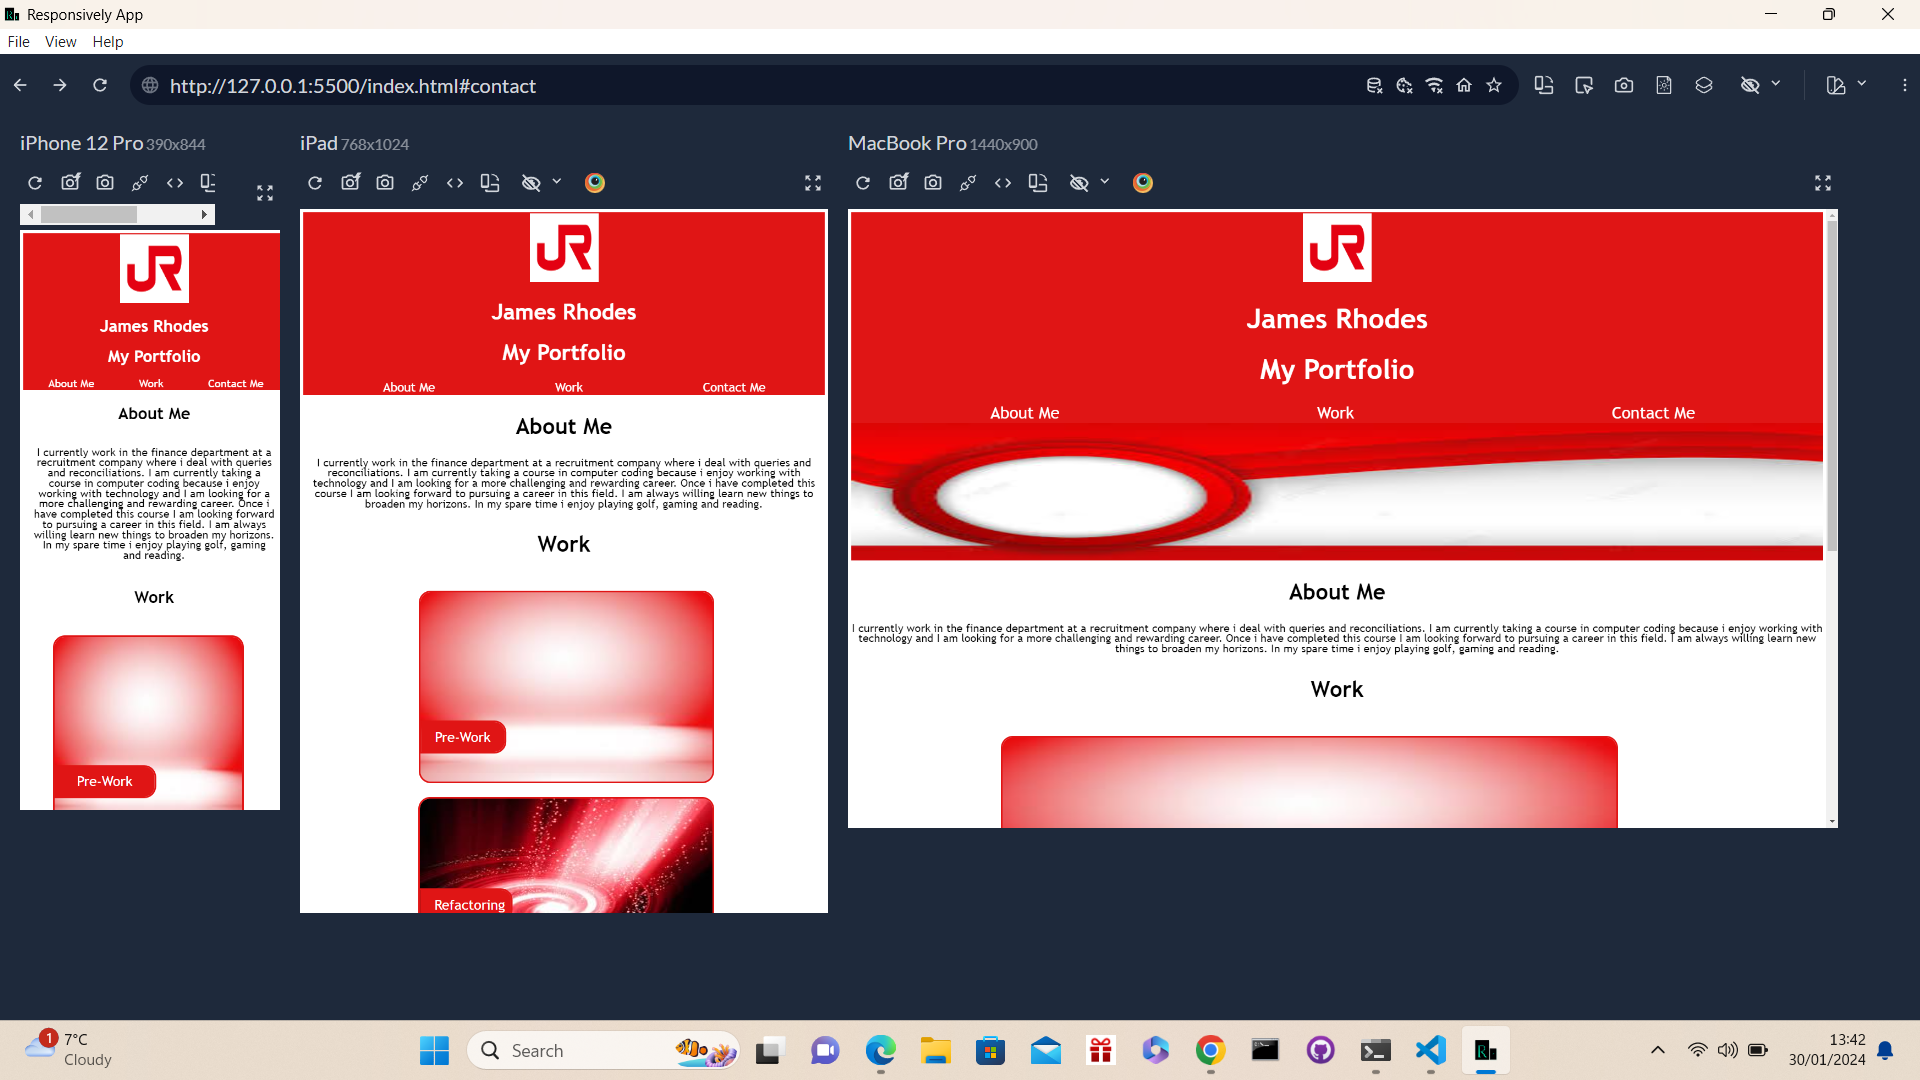 Responsively App
File View Help
http://127.0.0.1:5500/index.html#contact
iPhone 12 Pro 390x844
JR
James Rhodes
My Portfolio
About Me Work Contact Me
About Me
I currently work in the finance department at a
recruitment company where i deal with queries
and reconciliations. I am currently taking a
course in computer coding because i enjoy
working with technology and I am looking for a
more challenging and rewarding career. Once i
have completed this course I am looking forward
to pursuing a career in this field. I am always
willing learn new things to broaden my horizons.
In my spare time i enjoy playing golf, gaming
and reading.
Work
Pre-Work
iPad 768x1024
JR
James Rhodes
My Portfolio
About Me Work Contact Me
About Me
I currently work in the finance department at a recruitment company where i deal with queries and
reconciliations. I am currently taking a course in computer coding because i enjoy working with
technology and I am looking for a more challenging and rewarding career. Once i have completed this
course I am looking forward to pursuing a career in this field. I am always willing learn new things to
broaden my horizons. In my spare time i enjoy playing golf, gaming and reading.
Work
Pre-Work
Refactoring
MacBook Pro 1440x900
JR
James Rhodes
My Portfolio
About Me Work Contact Me
About Me
I currently work in the finance department at a recruitment company where i deal with queries and reconciliations. I am currently taking a course in computer coding because i enjoy working with
technology and I am looking for a more challenging and rewarding career. Once i have completed this course I am looking forward to pursuing a career in this field. I am always willing learn new
things to broaden my horizons. In my spare time i enjoy playing golf, gaming and reading.
Work
1
7°C
Cloudy
Search
13:42
30/01/2024